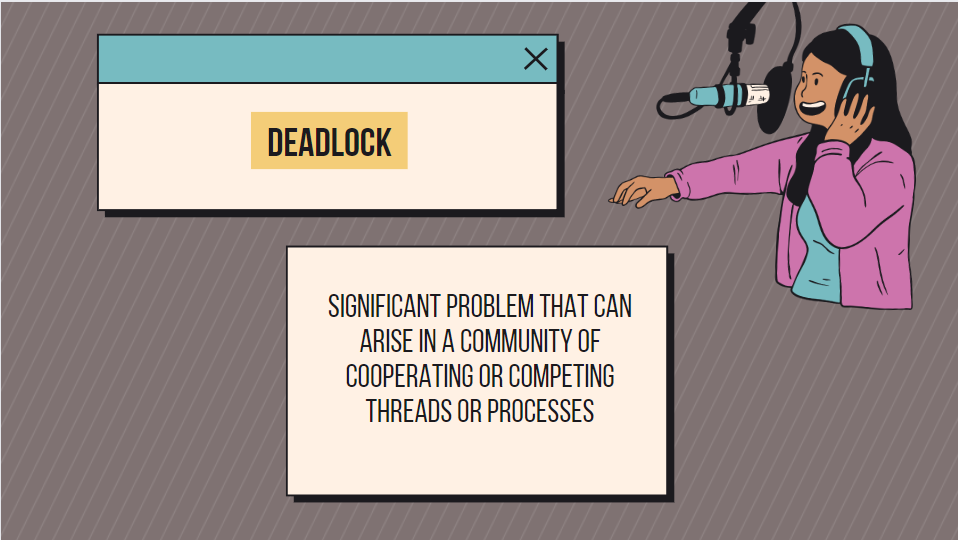 DEADLOCK
SIGNIFICANT PROBLEM THAT CAN
ARISE IN A COMMUNITY OF
COOPERATING OR COMPETING
THREADS OR PROCESSES